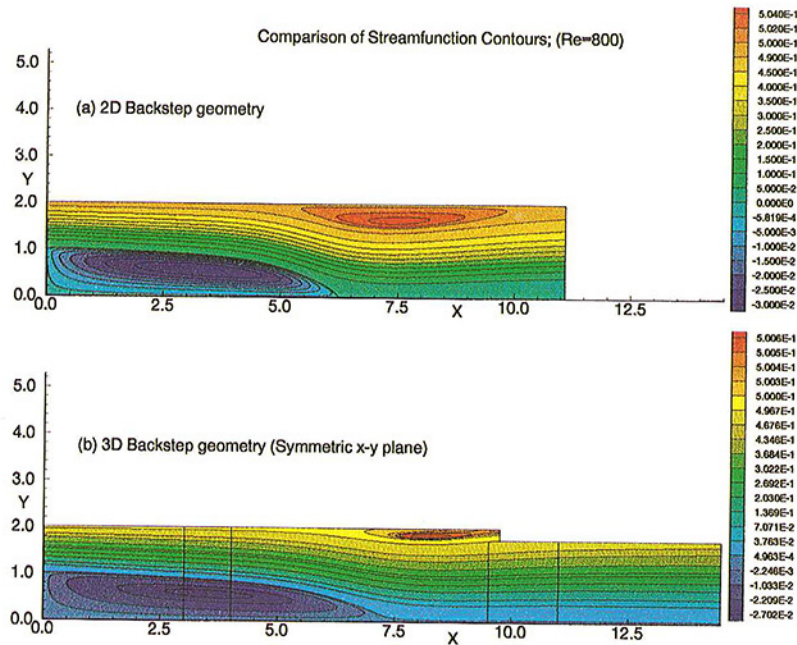 Comparison of Streamfunction Contours; (Re=800)
5.0
4.0
3.0
Y
2.0
1.0
0.0
(a) 2D Backstep geometry
0.0
2.5
5.0
7.5
X
10.0
12.5
5.040E-1
5.020E-1
5.000E-1
4.900E-1
4.500E-1
4.000E-1
3.500E-1
3.000E-1
2.500E-1
2.000E-1
1.500E-1
1.000E-1
5.000E-2
0.000E0
-5.819E-4
-5.000E-3
-1.000E-2
-1.500E-2
-2.000E-2
-2.500E-2
-3.000E-2
5.0
4.0
3.0
Y
2.0
1.0
0.0
(b) 3D Backstep geometry (Symmetric x-y plane)
0.0
2.5
5.0
7.5
X
10.0
12.5
5.006E-1
5.005E-1
5.004E-1
5.003E-1
5.000E-1
4.967E-1
4.676E-1
4.346E-1
3.684E-1
3.022E-1
2.692E-1
2.030E-1
1.369E-1
7.071E-2
3.763E-2
4.963E-4
-2.246E-3
-1.033E-2
-2.209E-2
-2.702E-2